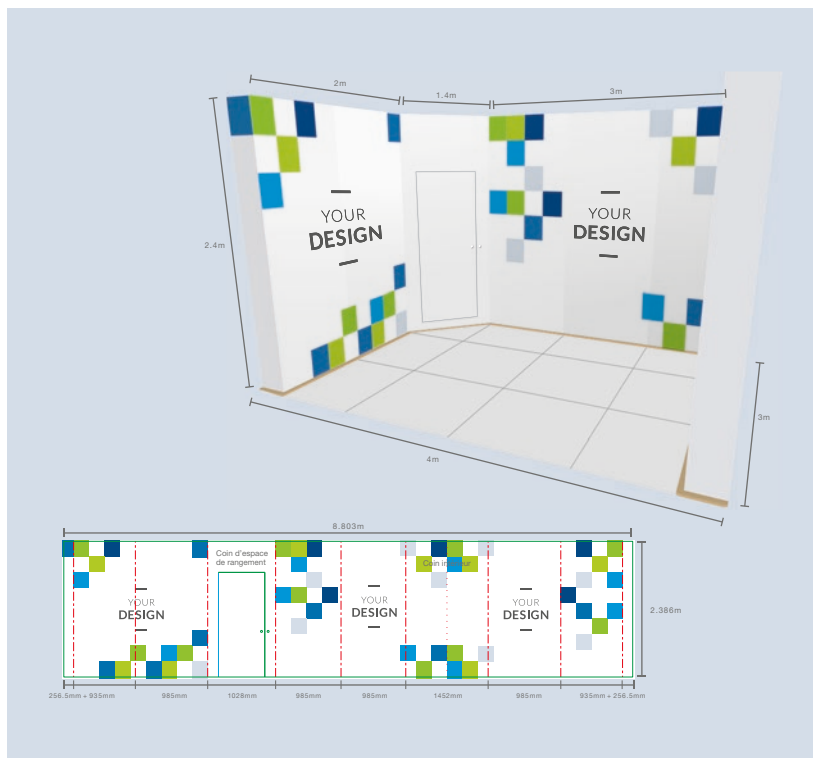 2m
1.4m
3m
2.4m
YOUR
DESIGN
YOUR
DESIGN
3m
4m
8.803m
Coin d'espace
de rangement
YOUR
DESIGN
YOUR
DESIGN
YOUR
DESIGN
2.386m
256.5mm + 935mm
985mm
1028mm
985mm
985mm
1452mm
985mm
935mm + 256.5mm